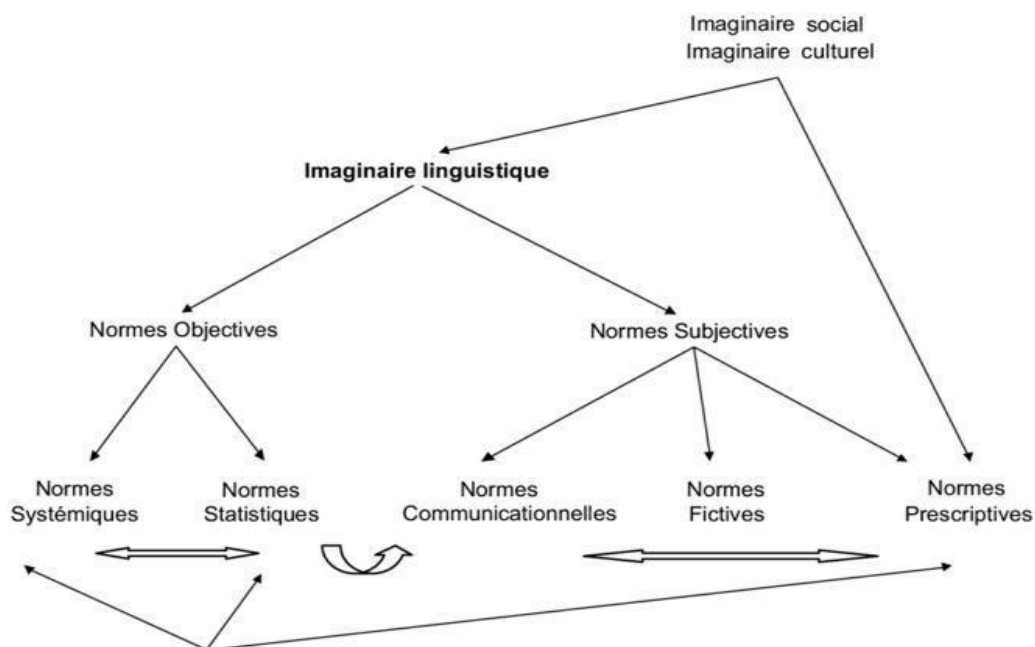 Imaginaire social
Imaginaire culturel
Imaginaire linguistique
Normes Objectives
Normes Subjectives
Normes
Systémiques
Normes
Statistiques
Normes
Communicationnelles
Normes
Fictives
Normes
Prescriptives